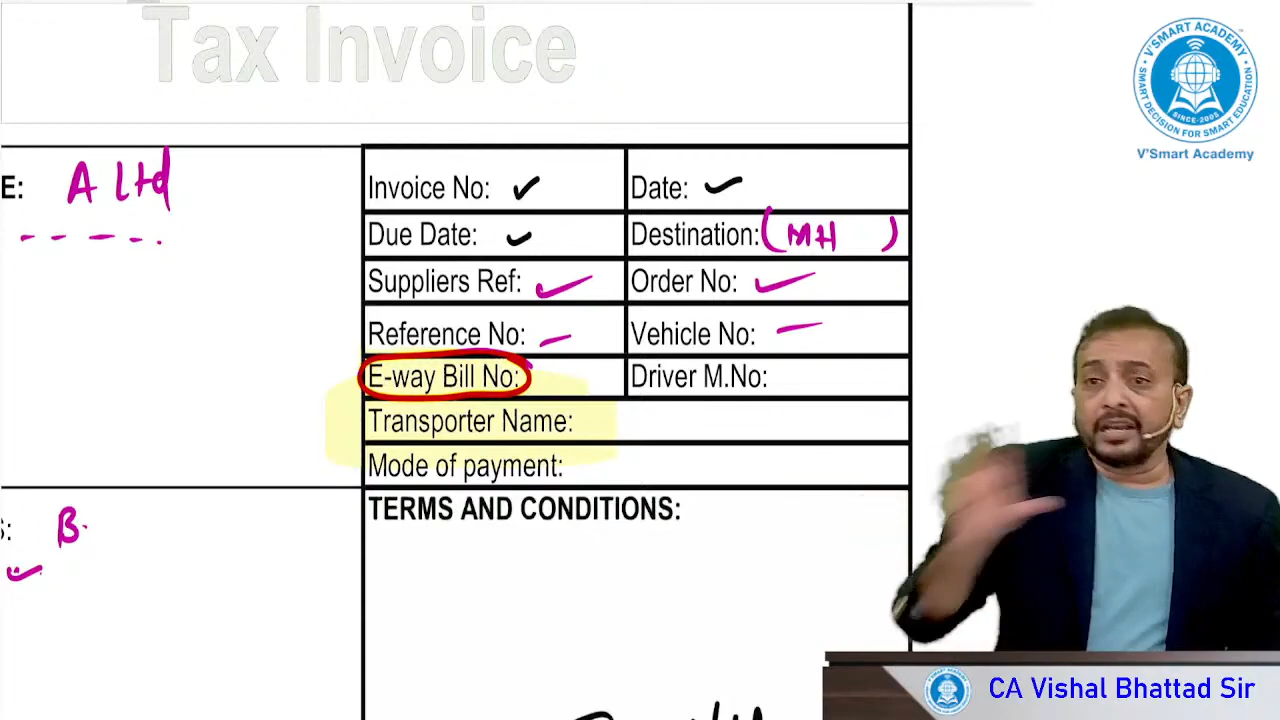 Tax Invoice
V'SMART ACADEMY
SMART DECISION FOR SMART EDUCATION
SINCE-2005
V'Smart Academy
E: A Ltd
Invoice No: Date:
Due Date: Destination: (MH )
Suppliers Ref: Order No:
Reference No: Vehicle No:
E-way Bill No: Driver M.No:
Transporter Name:
Mode of payment:
TERMS AND CONDITIONS:
S: B.
CA Vishal Bhattad Sir